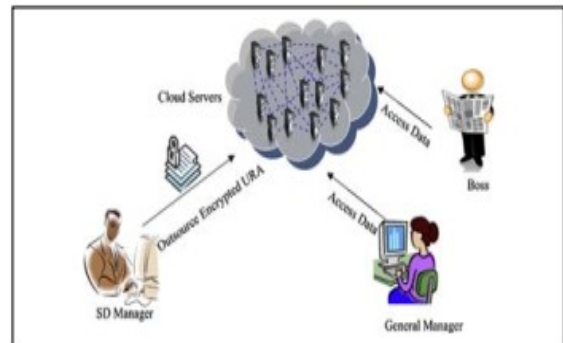 Cloud Servers
Access Data
Boss
Outsource Encrypted URA
Access Data
SD Manager
General Manager